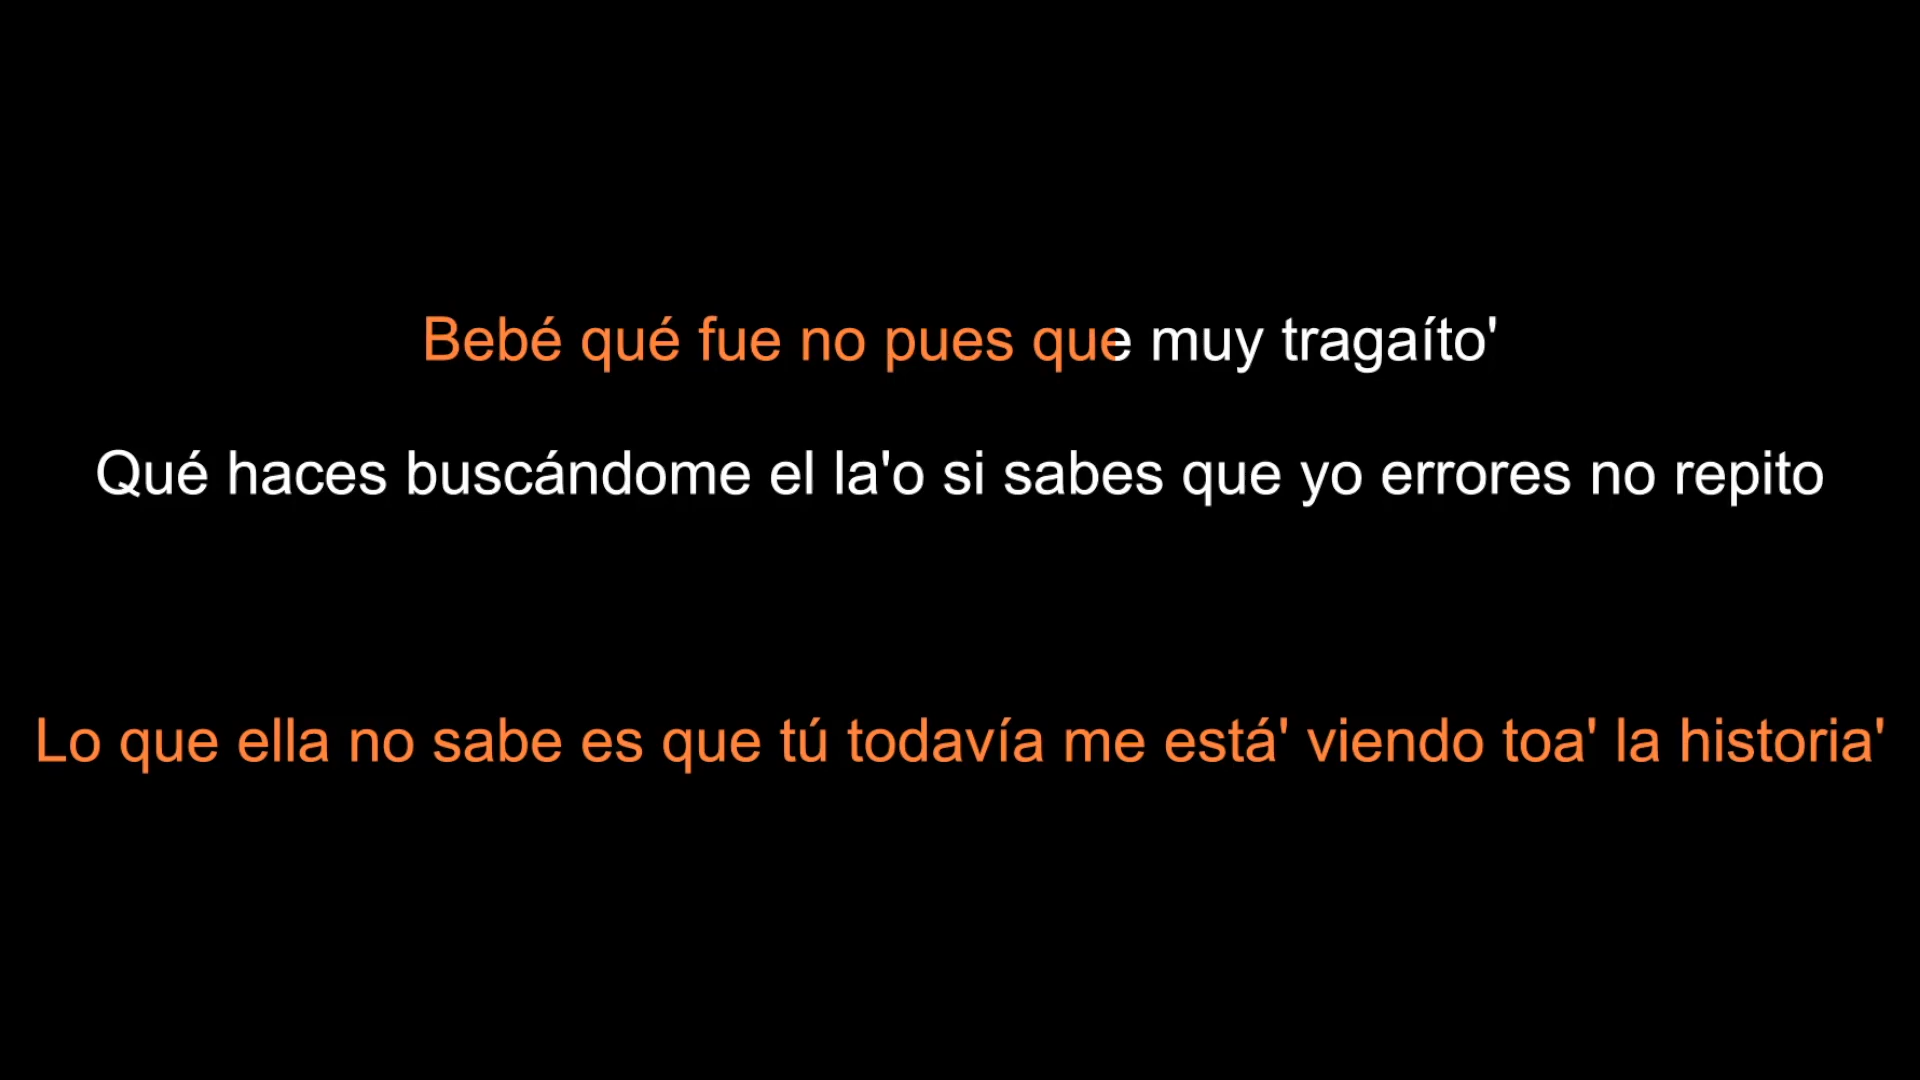 Bebé qué fue no pues que muy tragaíto'
Qué haces buscándome el la'o si sabes que yo errores no repito
Lo que ella no sabe es que tú todavía me está' viendo toa' la historia'